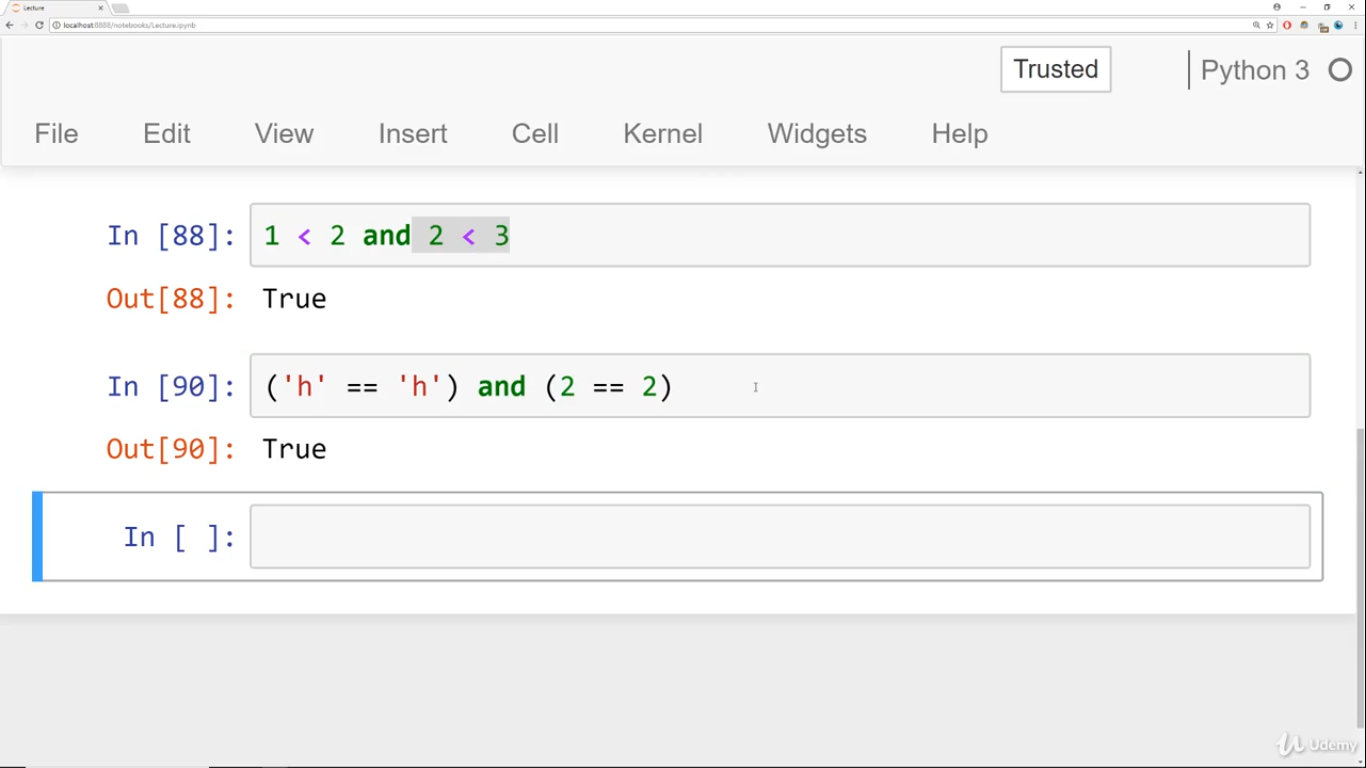 Lecture
localhost:8888/notebooks/Lecture.ipynb
Trusted Python 3
File Edit View Insert Cell Kernel Widgets Help
In [88]: 1 < 2 and 2 < 3
Out[88]: True
In [90]: ('h' == 'h') and (2 == 2)
Out[90]: True
In [ ]:
Udemy